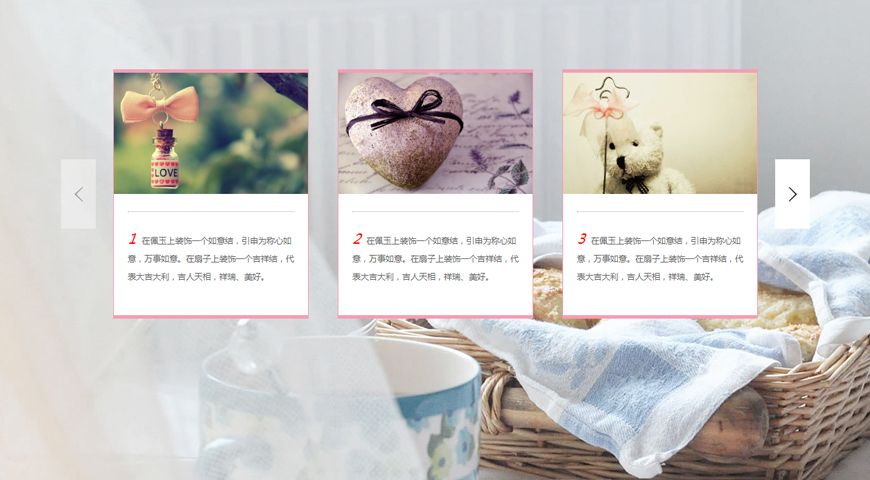 LOVE
1 在佩玉上装饰一个如意结，引申为称心如
意，万事如意。在扇子上装饰一个吉祥结，代
表大吉大利，吉人天相，祥瑞、美好。
2 在佩玉上装饰一个如意结，引申为称心如
意，万事如意。在扇子上装饰一个吉祥结，代
表大吉大利，吉人天相，祥瑞、美好。
3 在佩玉上装饰一个如意结，引申为称心如
意，万事如意。在扇子上装饰一个吉祥结，代
表大吉大利，吉人天相，祥瑞、美好。